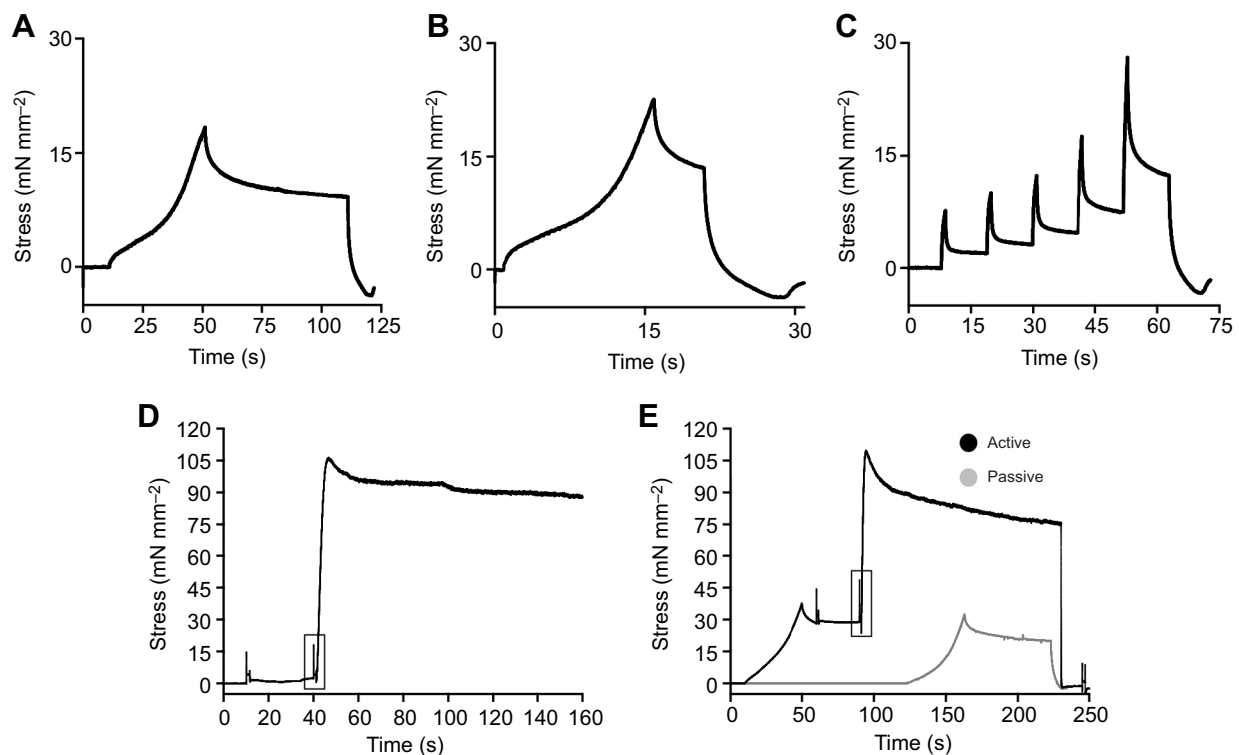 A
30
15
0
Stress (mN mm–2)
0 25 50 75 100 125
Time (s)
B
30
15
0
Stress (mN mm–2)
0 15 30
Time (s)
C
30
15
0
Stress (mN mm–2)
0 15 30 45 60 75
Time (s)
D
120
105
90
75
60
45
30
15
0
Stress (mN mm–2)
0 20 40 60 80 100 120 140 160
Time (s)
E
120
105
90
75
60
45
30
15
0
Stress (mN mm–2)
Active
Passive
0 50 100 150 200 250
Time (s)